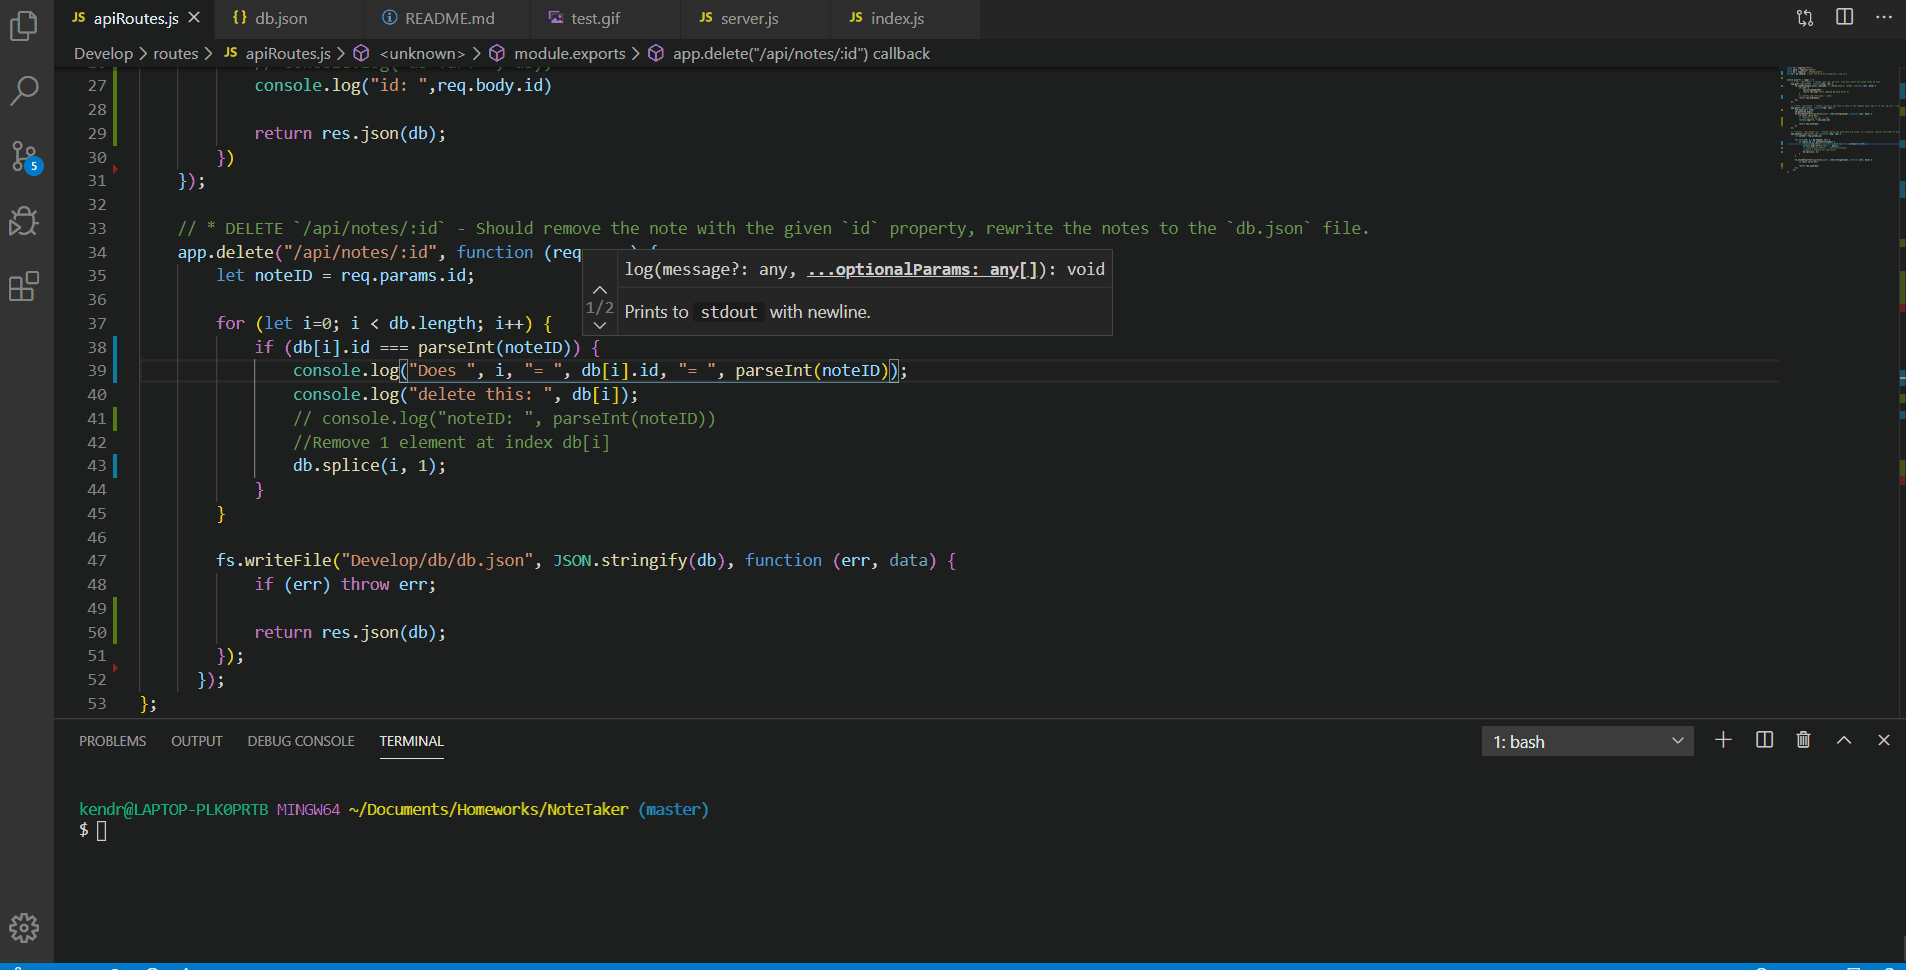 JS apiRoutes.js
{} db.json
README.md
test.gif
JS server.js
JS index.js
Develop > routes > JS apiRoutes.js > <unknown> > module.exports > app.delete("/api/notes/:id") callback
27 console.log("id: ",req.body.id)
28
29 return res.json(db);
30 })
31 });
32
33 // * DELETE `/api/notes/:id` - Should remove the note with the given `id` property, rewrite the notes to the `db.json` file.
34 app.delete("/api/notes/:id", function (req
log(message?: any, ...optionalParams: any[]): void
35 let noteID = req.params.id;
36
1/2
Prints to stdout with newline.
37 for (let i=0; i < db.length; i++) {
38 if (db[i].id === parseInt(noteID)) {
39 console.log("Does ", i, "= ", db[i].id, "= ", parseInt(noteID));
40 console.log("delete this: ", db[i]);
41 // console.log("noteID: ", parseInt(noteID))
42 //Remove 1 element at index db[i]
43 db.splice(i, 1);
44 }
45 }
46
47 fs.writeFile("Develop/db/db.json", JSON.stringify(db), function (err, data) {
48 if (err) throw err;
49
50 return res.json(db);
51 });
52 });
53 };
5
PROBLEMS OUTPUT DEBUG CONSOLE TERMINAL
1: bash
kendr@LAPTOP-PLK0PRTB MINGW64 ~/Documents/Homeworks/NoteTaker (master)
$